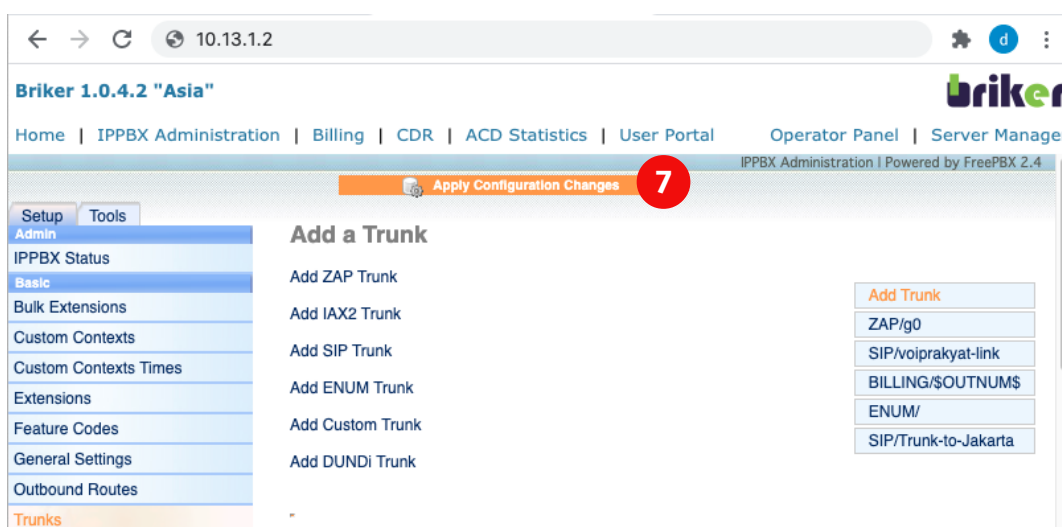 10.13.1.2
d
Briker 1.0.4.2 "Asia"
briker
Home | IPPBX Administration | Billing | CDR | ACD Statistics | User Portal Operator Panel | Server Manage
IPPBX Administration | Powered by FreePBX 2.4
Apply Configuration Changes 7
Setup Tools
Admin
IPPBX Status
Basic
Bulk Extensions
Custom Contexts
Custom Contexts Times
Extensions
Feature Codes
General Settings
Outbound Routes
Trunks
Add a Trunk
Add ZAP Trunk
Add IAX2 Trunk
Add SIP Trunk
Add ENUM Trunk
Add Custom Trunk
Add DUNDi Trunk
Add Trunk
ZAP/g0
SIP/voiprakyat-link
BILLING/$OUTNUM$
ENUM/
SIP/Trunk-to-Jakarta